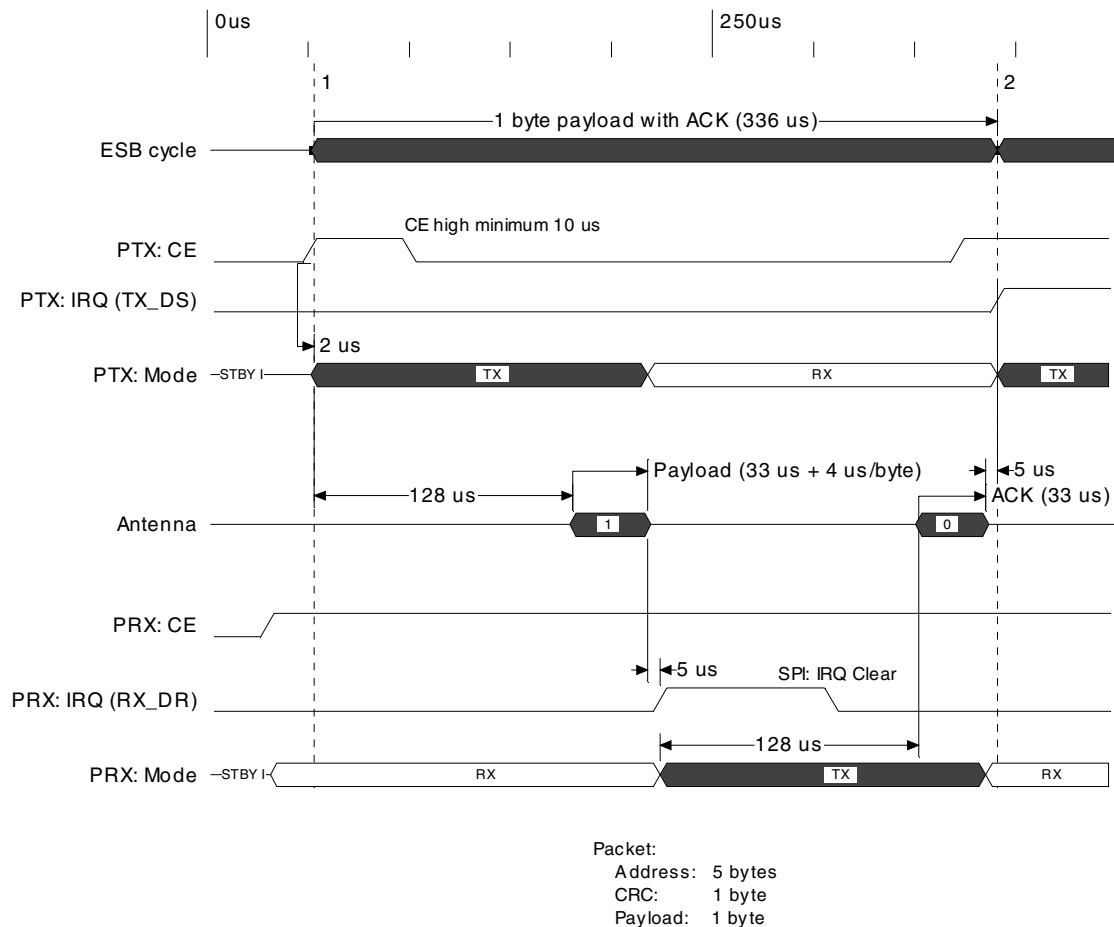 0us 250us
1 2
1 byte payload with ACK (336 us)
ESB cycle
CE high minimum 10 us
PTX: CE
PTX: IRQ (TX_DS)
2 us
PTX: Mode STBY I TX RX TX
Payload (33 us + 4 us/byte) 5 us
128 us ACK (33 us)
Antenna 1 0
PRX: CE
5 us SPI: IRQ Clear
PRX: IRQ (RX_DR)
128 us
PRX: Mode STBY I RX TX RX
Packet:
Address: 5 bytes
CRC: 1 byte
Payload: 1 byte